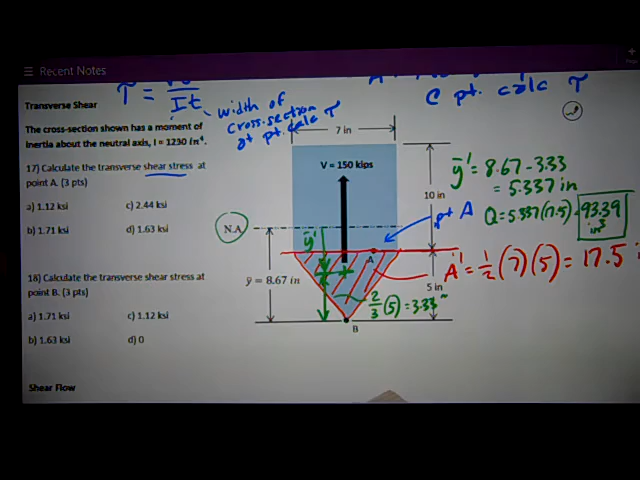 Recent Notes
Transverse Shear
τ = It
width of
cross-section
at pt. calc τ
@ pt. calc τ
The cross-section shown has a moment of
Inertia about the neutral axis, I = 1230 in⁴.
17) Calculate the transverse shear stress at
point A. (3 pts)
a) 1.12 ksi c) 2.44 ksi
b) 1.71 ksi d) 1.63 ksi
18) Calculate the transverse shear stress at
point B. (3 pts)
a) 1.71 ksi c) 1.12 ksi
b) 1.63 ksi d) 0
Shear Flow
7 in
V = 150 kips
10 in
N.A
pt A
ȳ'
A
ȳ = 8.67 in
5 in
2/3 (5) = 3.33"
B
ȳ' = 8.67 - 3.33
= 5.337 in
Q = 5.337(17.5) = 93.39 in³
A' = 1/2 (7)(5) = 17.5